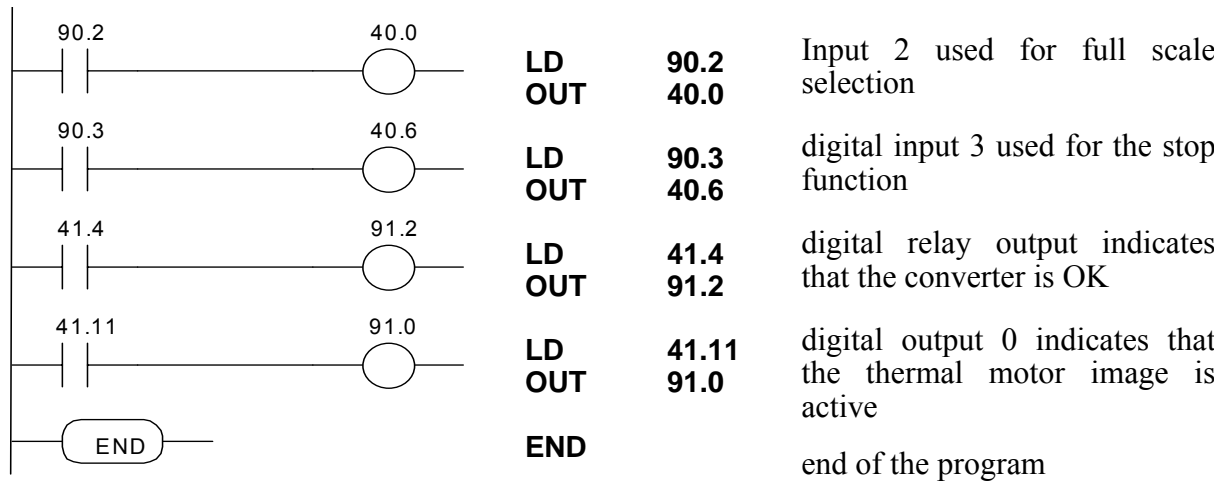 90.2 40.0
LD 90.2 Input 2 used for full scale
OUT 40.0 selection
90.3 40.6
LD 90.3 digital input 3 used for the stop
OUT 40.6 function
41.4 91.2
LD 41.4 digital relay output indicates
OUT 91.2 that the converter is OK
41.11 91.0
LD 41.11 digital output 0 indicates that
OUT 91.0 the thermal motor image is
active
END END
end of the program